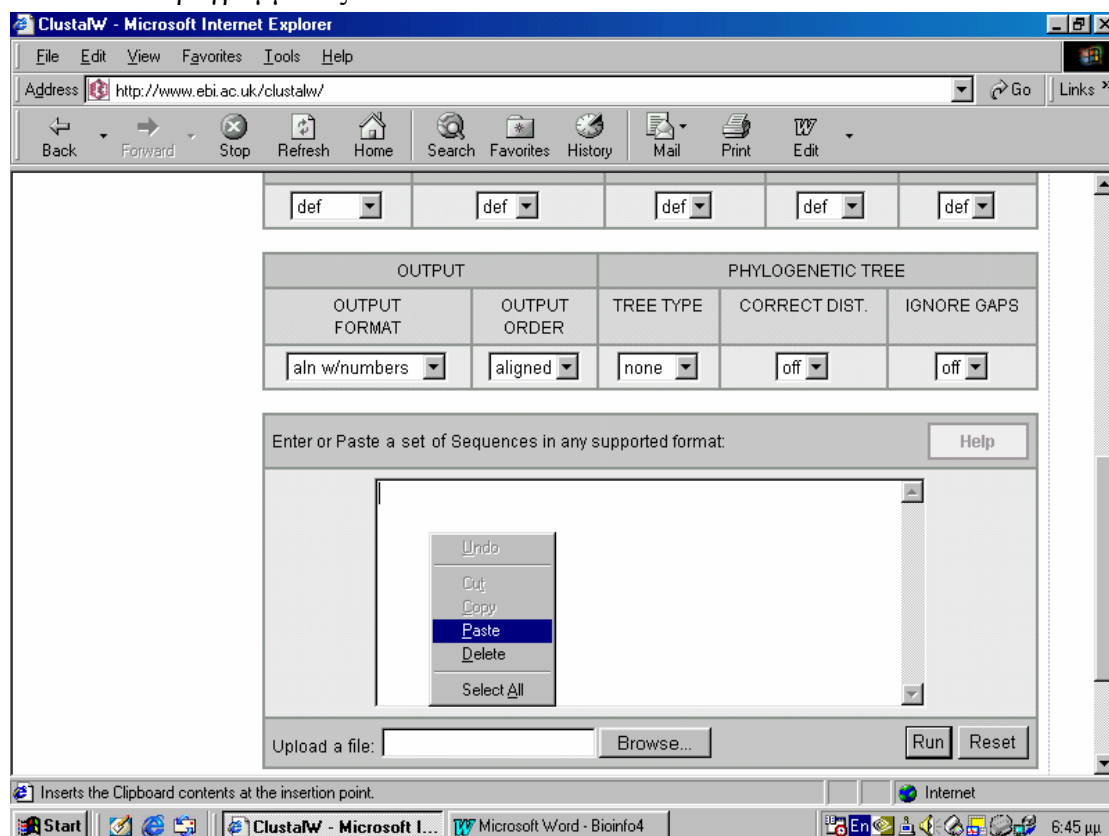 ClustalW - Microsoft Internet Explorer
File Edit View Favorites Tools Help
Address http://www.ebi.ac.uk/clustalw/ Go Links »
Back Forward Stop Refresh Home Search Favorites History Mail Print Edit
def def def def def
OUTPUT PHYLOGENETIC TREE
OUTPUT FORMAT OUTPUT ORDER TREE TYPE CORRECT DIST. IGNORE GAPS
aln w/numbers aligned none off off
Enter or Paste a set of Sequences in any supported format: Help
Undo
Cut
Copy
Paste
Delete
Select All
Upload a file: Browse... Run Reset
Inserts the Clipboard contents at the insertion point. Internet
Start ClustalW - Microsoft I... Microsoft Word - Bioinfo4 En 6:45 μμ